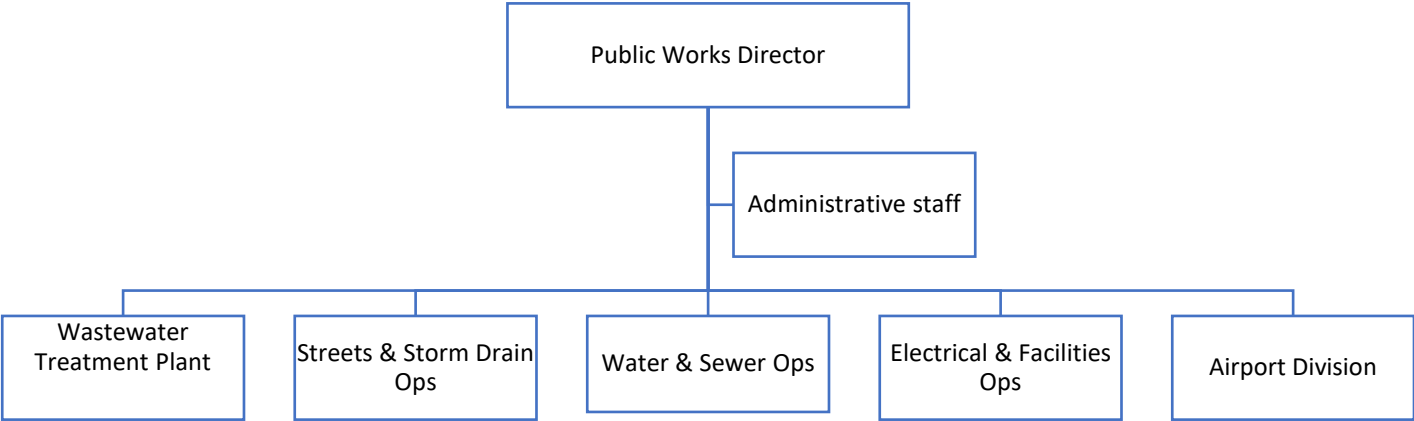 Public Works Director
Administrative staff
Wastewater
Treatment Plant
Streets & Storm Drain
Ops
Water & Sewer Ops
Electrical & Facilities
Ops
Airport Division